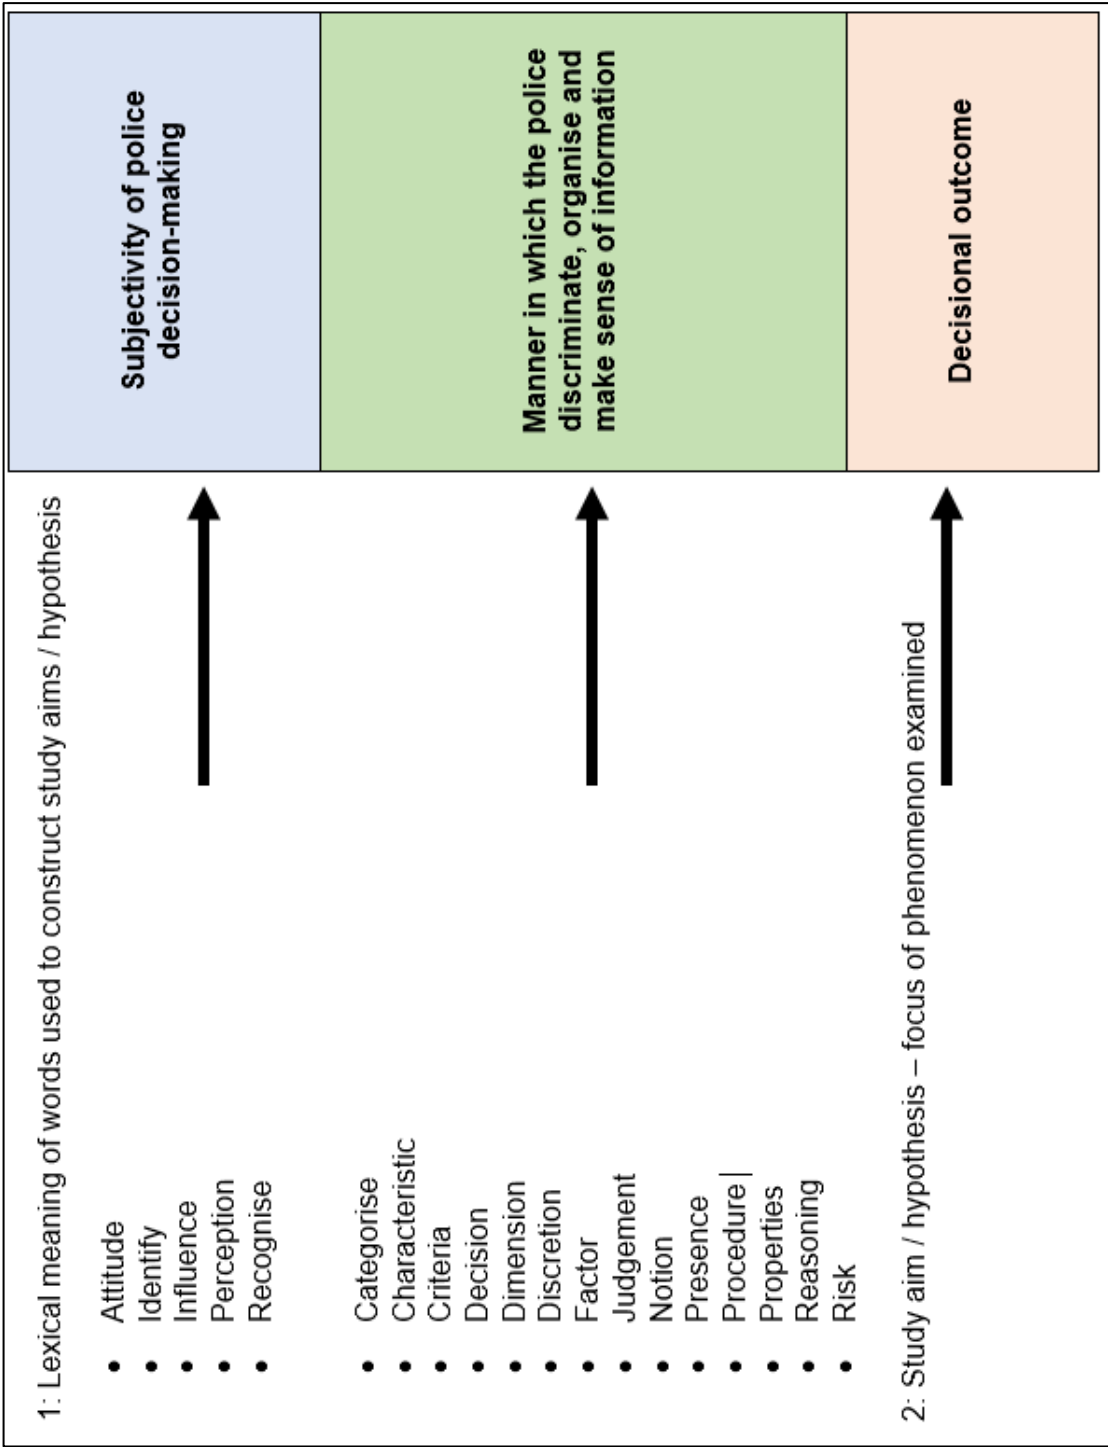 1: Lexical meaning of words used to construct study aims / hypothesis
• Attitude
• Identify
• Influence
• Perception
• Recognise
Subjectivity of police
decision-making
• Categorise
• Characteristic
• Criteria
• Decision
• Dimension
• Discretion
• Factor
• Judgement
• Notion
• Presence
• Procedure
• Properties
• Reasoning
• Risk
Manner in which the police
discriminate, organise and
make sense of information
2: Study aim / hypothesis – focus of phenomenon examined
Decisional outcome